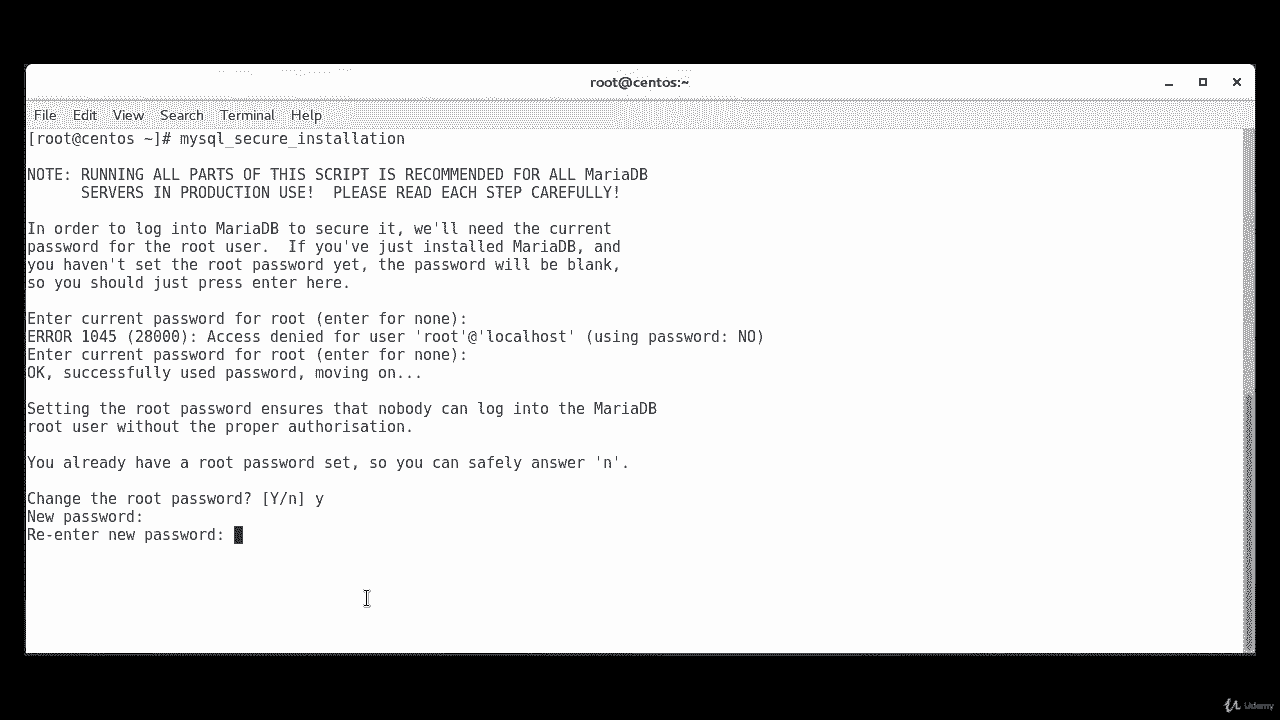 root@centos:~
File Edit View Search Terminal Help
[root@centos ~]# mysql_secure_installation
NOTE: RUNNING ALL PARTS OF THIS SCRIPT IS RECOMMENDED FOR ALL MariaDB
SERVERS IN PRODUCTION USE!  PLEASE READ EACH STEP CAREFULLY!
In order to log into MariaDB to secure it, we'll need the current
password for the root user.  If you've just installed MariaDB, and
you haven't set the root password yet, the password will be blank,
so you should just press enter here.
Enter current password for root (enter for none):
ERROR 1045 (28000): Access denied for user 'root'@'localhost' (using password: NO)
Enter current password for root (enter for none):
OK, successfully used password, moving on...
Setting the root password ensures that nobody can log into the MariaDB
root user without the proper authorisation.
You already have a root password set, so you can safely answer 'n'.
Change the root password? [Y/n] y
New password:
Re-enter new password:
Udemy